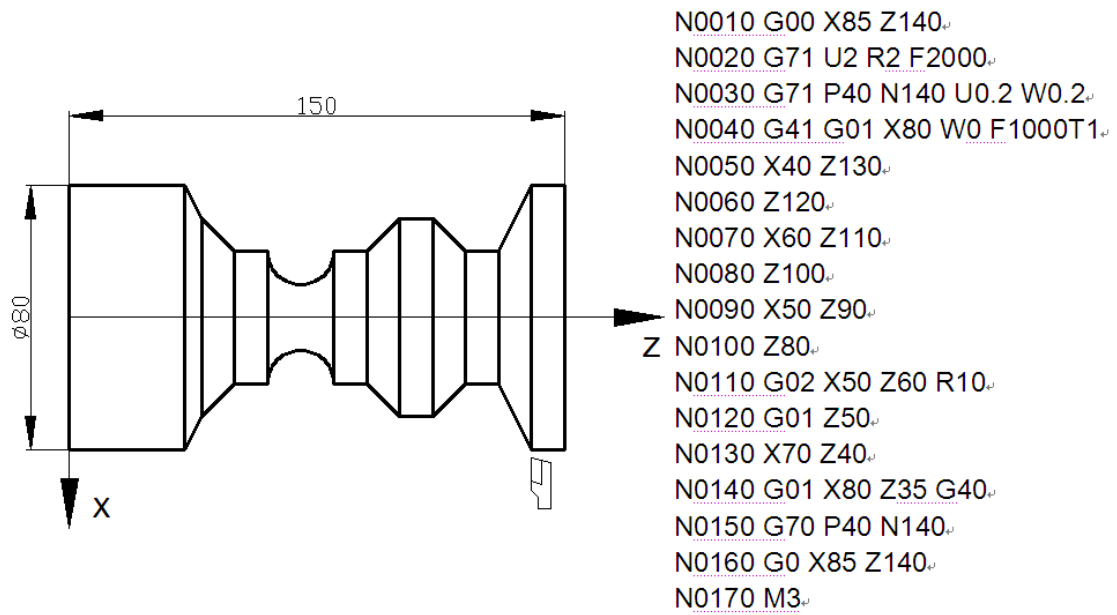 150
ø80
Z
X
N0010 G00 X85 Z140
N0020 G71 U2 R2 F2000
N0030 G71 P40 N140 U0.2 W0.2
N0040 G41 G01 X80 W0 F1000T1
N0050 X40 Z130
N0060 Z120
N0070 X60 Z110
N0080 Z100
N0090 X50 Z90
N0100 Z80
N0110 G02 X50 Z60 R10
N0120 G01 Z50
N0130 X70 Z40
N0140 G01 X80 Z35 G40
N0150 G70 P40 N140
N0160 G0 X85 Z140
N0170 M3